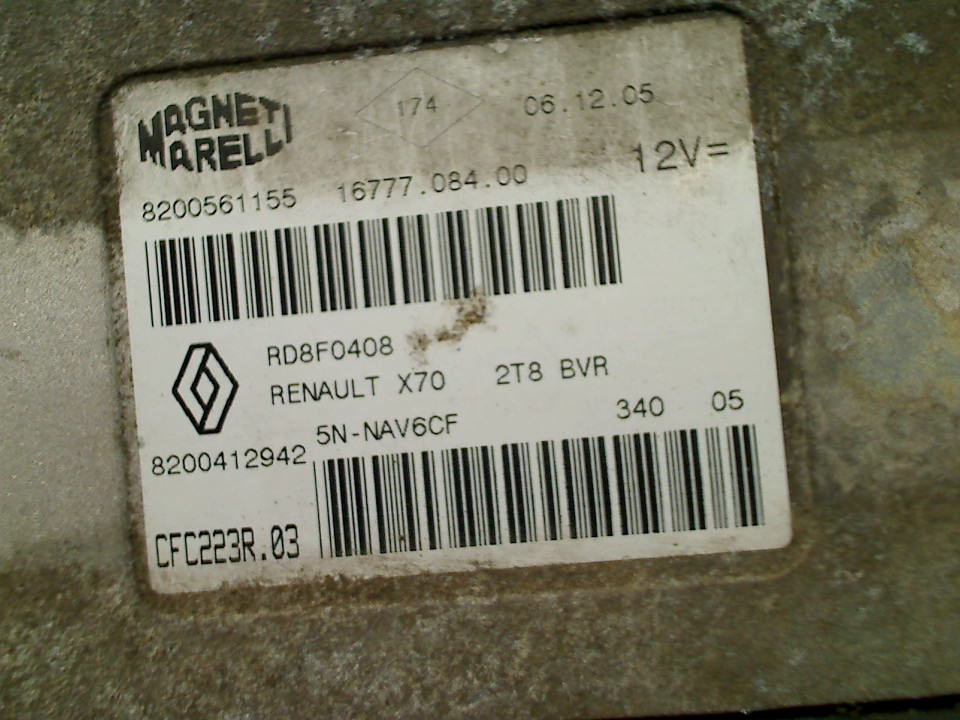 MAGNETI
MARELLI
174 06.12.05
12V=
8200561155 16777.084.00
RD8F0408
RENAULT X70 2T8 BVR
5N-NAV6CF 340 05
8200412942
CFC223R.03